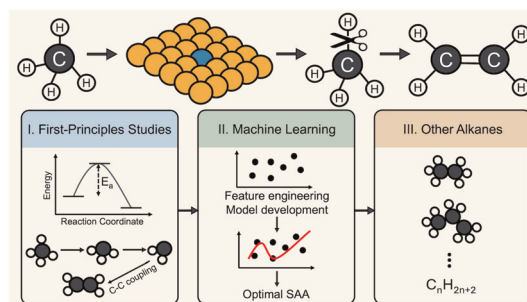 H
H
C
H
H
H
H
C
H
H
H
C
C
H
H
H
I. First-Principles Studies
Energy
Ea
Reaction Coordinate
C-C coupling
II. Machine Learning
Feature engineering
Model development
Optimal SAA
III. Other Alkanes
⋮
CnH2n+2